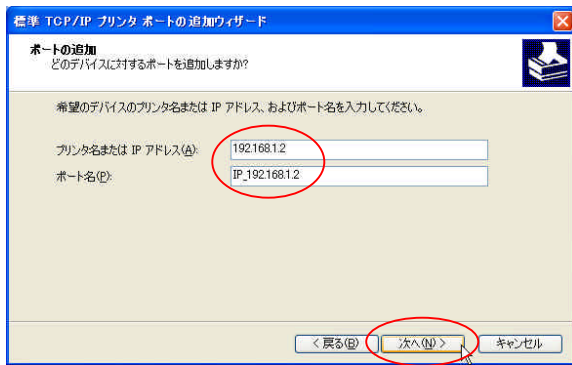 標準 TCP/IP プリンタ ポートの追加ウィザード
ポートの追加
どのデバイスに対するポートを追加しますか?
希望のデバイスのプリンタ名または IP アドレス、およびポート名を入力してください。
プリンタ名または IP アドレス(A): 192.168.1.2
ポート名(P): IP_192.168.1.2
< 戻る(B) 次へ(N) > キャンセル